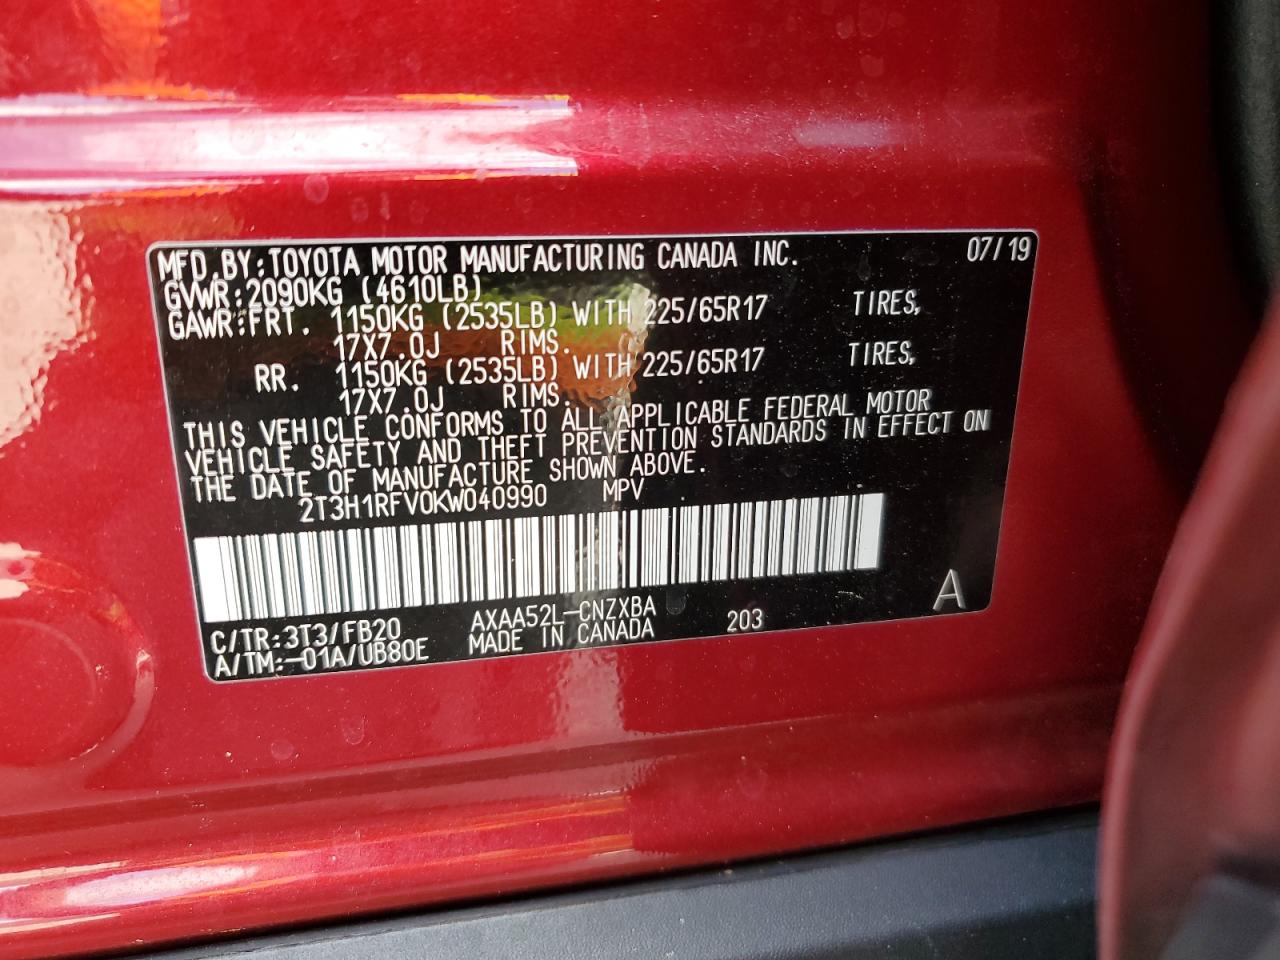 MFD.BY:TOYOTA MOTOR MANUFACTURING CANADA INC. 07/19
GVWR:2090KG (4610LB)
GAWR:FRT. 1150KG (2535LB) WITH 225/65R17 TIRES,
17X7.0J RIMS.
RR. 1150KG (2535LB) WITH 225/65R17 TIRES,
17X7.0J RIMS.
THIS VEHICLE CONFORMS TO ALL APPLICABLE FEDERAL MOTOR
VEHICLE SAFETY AND THEFT PREVENTION STANDARDS IN EFFECT ON
THE DATE OF MANUFACTURE SHOWN ABOVE.
2T3H1RFV0KW040990 MPV
C/TR:3T3/FB20 AXAA52L-CNZXBA 203 A
A/TM:-01A/UB80E MADE IN CANADA